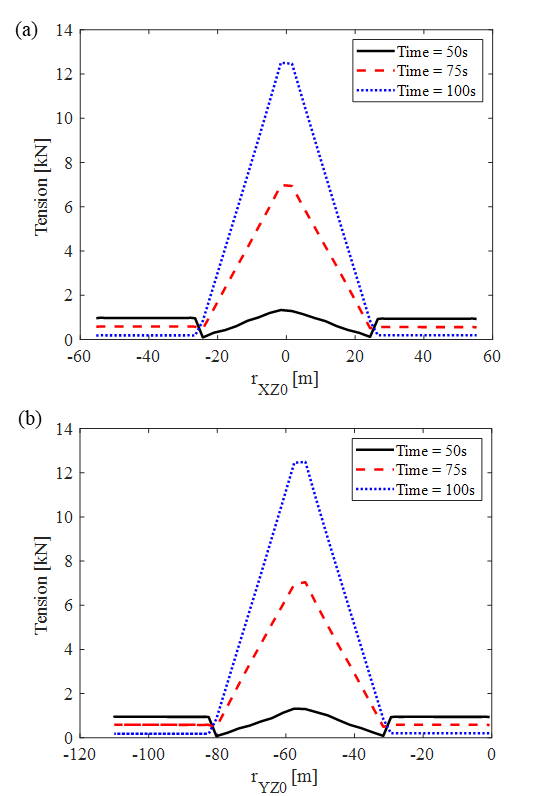 (a)
14
12
10
8
6
4
2
0
Tension [kN]
Time = 50s
Time = 75s
Time = 100s
-60 -40 -20 0 20 40 60
r_XZ0 [m]
(b)
14
12
10
8
6
4
2
0
Tension [kN]
Time = 50s
Time = 75s
Time = 100s
-120 -100 -80 -60 -40 -20 0
r_YZ0 [m]